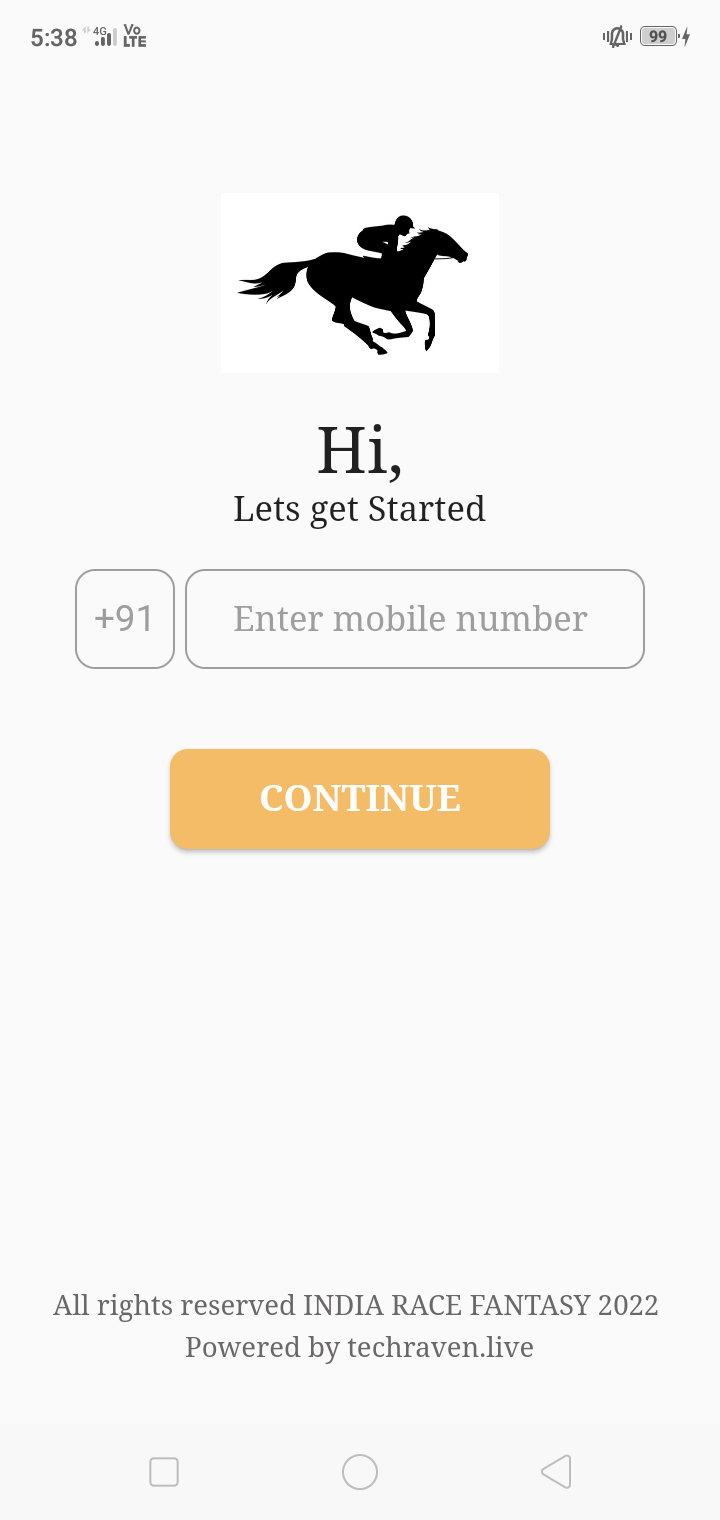 5:38 4G Vo LTE 99
Hi,
Lets get Started
+91 Enter mobile number
CONTINUE
All rights reserved INDIA RACE FANTASY 2022
Powered by techraven.live